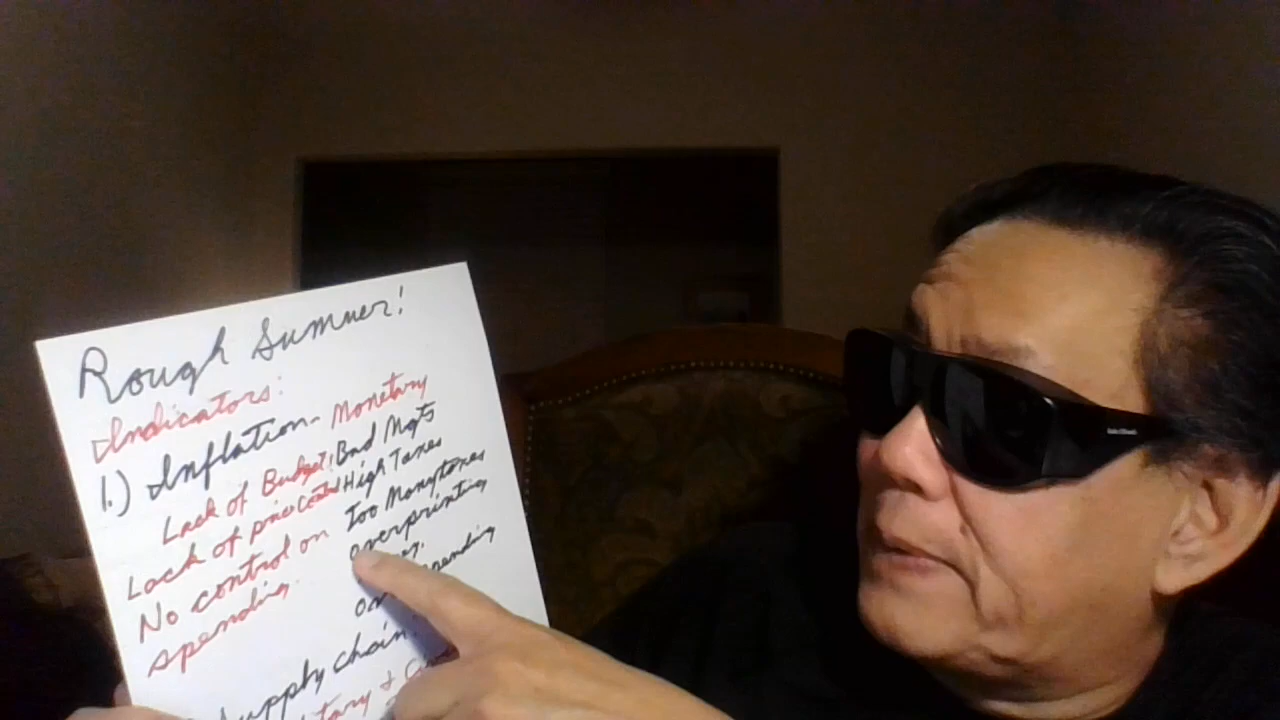 Rough Summer!
Indicators:
1.) Inflation - Monetary
Lack of Budget! Bad Mgts
Lack of price Control High Taxes
No control on Too Many taxes
spending. overprinting
supply chain!